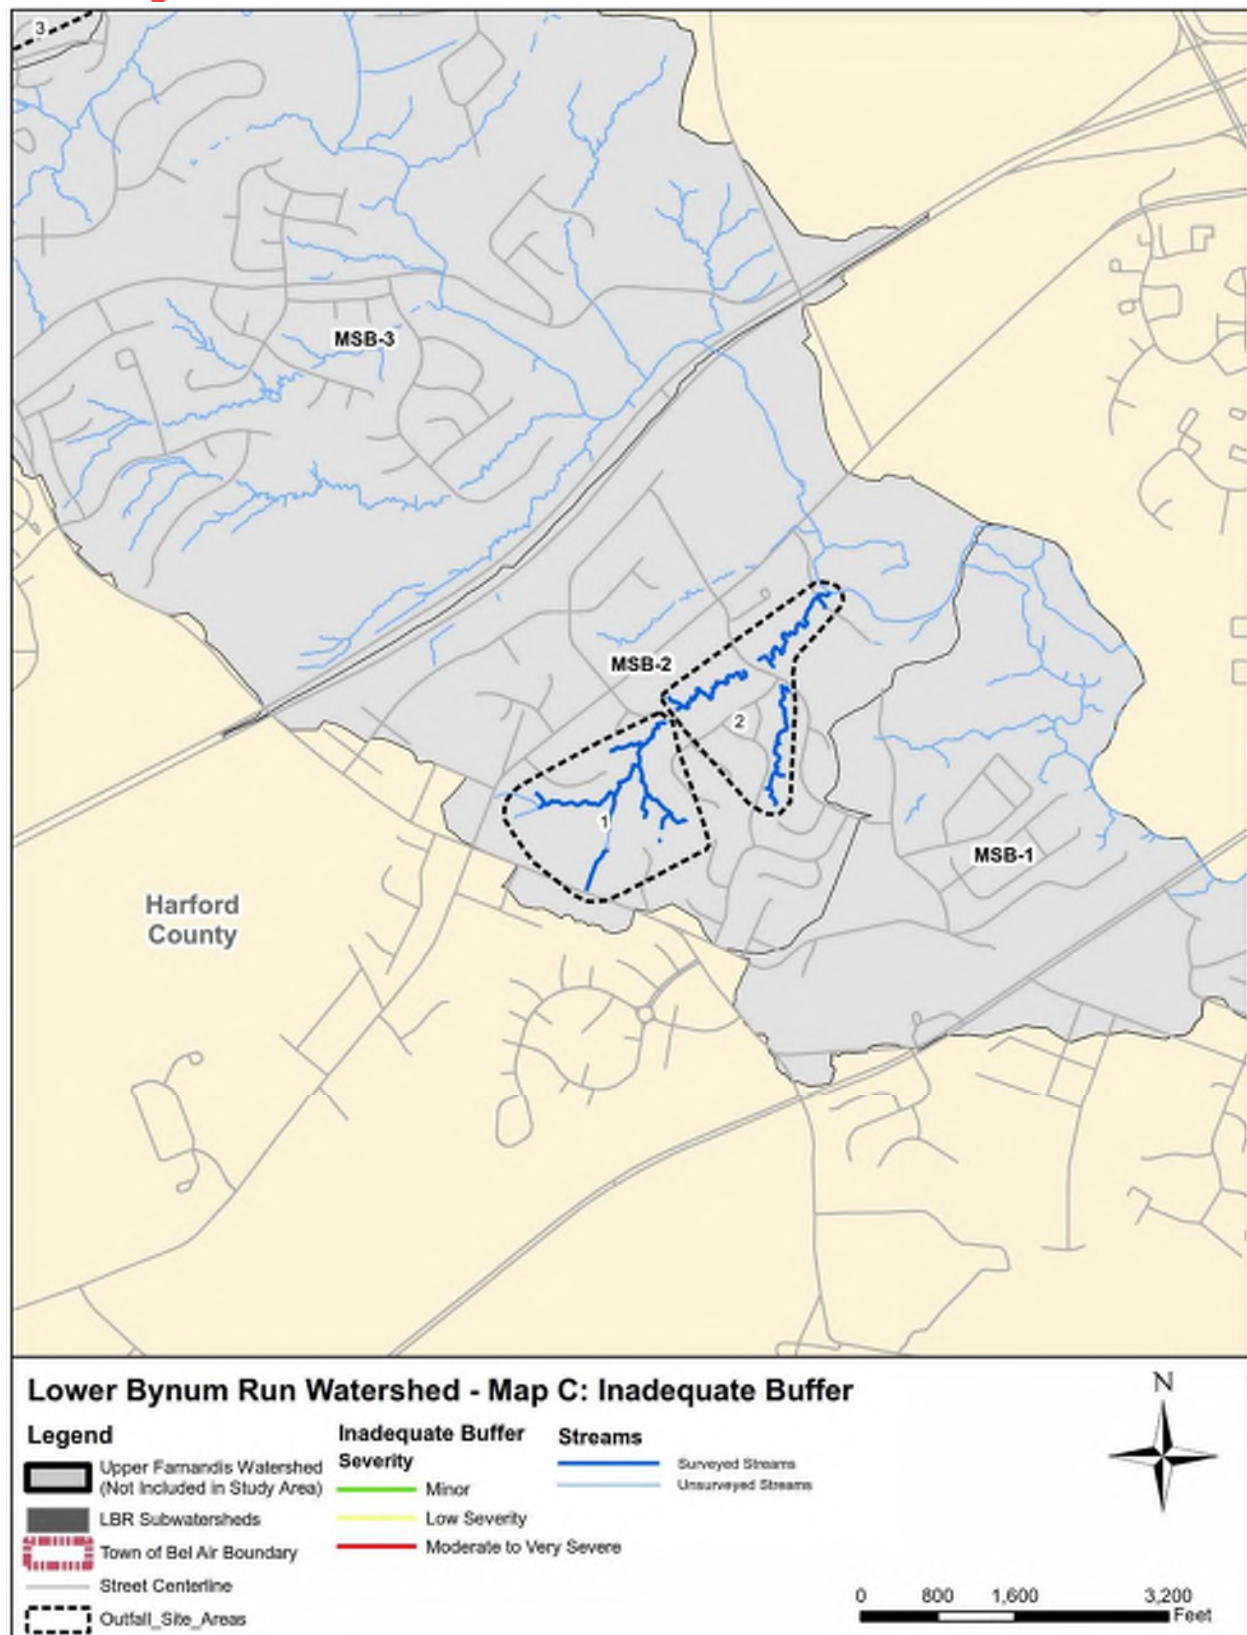 3
MSB-3
MSB-2
2
1
MSB-1
Harford
County
Lower Bynum Run Watershed - Map C: Inadequate Buffer
Legend
Upper Farnandis Watershed
(Not Included in Study Area)
LBR Subwatersheds
Town of Bel Air Boundary
Street Centerline
Outfall_Site_Areas
Inadequate Buffer
Severity
Minor
Low Severity
Moderate to Very Severe
Streams
Surveyed Streams
Unsurveyed Streams
N
0 800 1,600 3,200
Feet